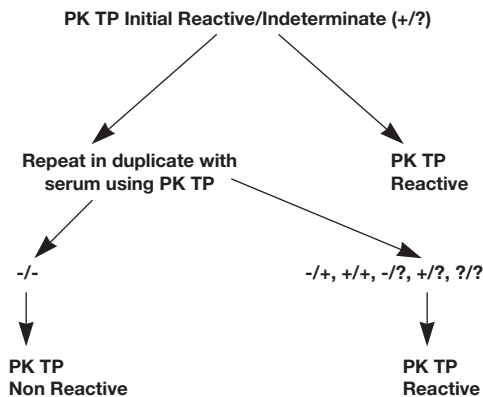 PK TP Initial Reactive/Indeterminate (+/?)
Repeat in duplicate with
serum using PK TP
PK TP
Reactive
-/-
-/+, +/+, -/?, +/?, ?/?
PK TP
Non Reactive
PK TP
Reactive